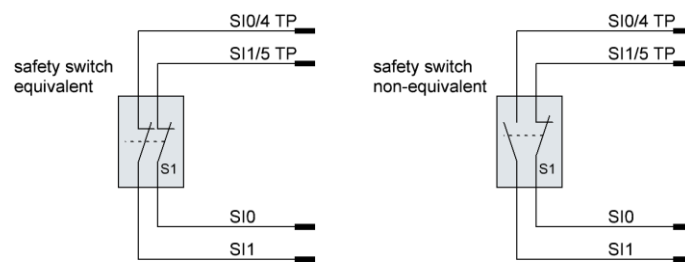 SI0/4 TP
SI1/5 TP
safety switch
equivalent
S1
SI0
SI1
SI0/4 TP
SI1/5 TP
safety switch
non-equivalent
S1
SI0
SI1